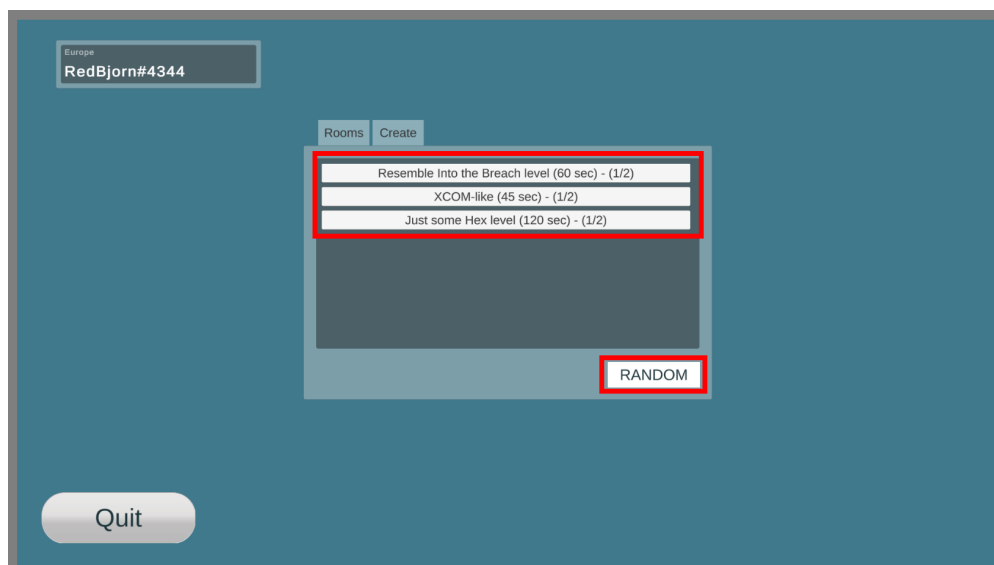 Europe
RedBjorn#4344
Rooms Create
Resemble Into the Breach level (60 sec) - (1/2)
XCOM-like (45 sec) - (1/2)
Just some Hex level (120 sec) - (1/2)
RANDOM
Quit